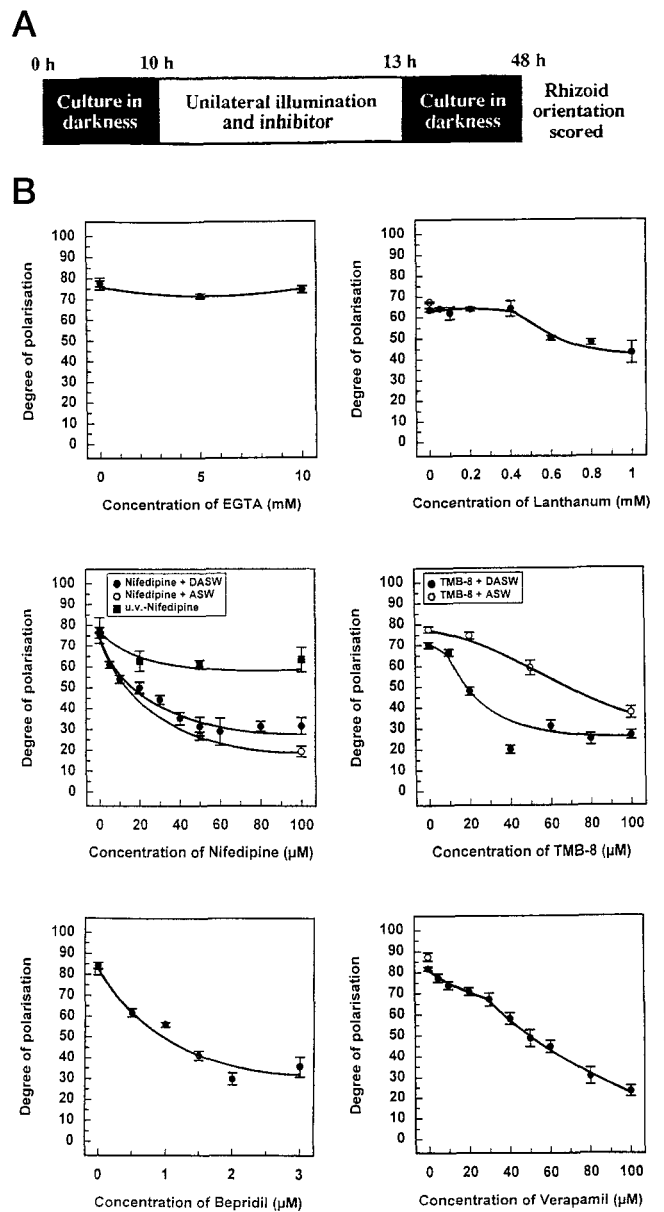 A
0 h 10 h 13 h 48 h
Culture in darkness
Unilateral illumination and inhibitor
Culture in darkness
Rhizoid orientation scored
B
Degree of polarisation
100
90
80
70
60
50
40
30
20
10
0
0 5 10
Concentration of EGTA (mM)
Degree of polarisation
100
90
80
70
60
50
40
30
20
10
0
0 0.2 0.4 0.6 0.8 1
Concentration of Lanthanum (mM)
Degree of polarisation
100
90
80
70
60
50
40
30
20
10
0
Nifedipine + DASW
Nifedipine + ASW
u.v.-Nifedipine
0 20 40 60 80 100
Concentration of Nifedipine (µM)
Degree of polarisation
100
90
80
70
60
50
40
30
20
10
0
TMB-8 + DASW
TMB-8 + ASW
0 20 40 60 80 100
Concentration of TMB-8 (µM)
Degree of polarisation
100
90
80
70
60
50
40
30
20
10
0
0 1 2 3
Concentration of Bepridil (µM)
Degree of polarisation
100
90
80
70
60
50
40
30
20
10
0
0 20 40 60 80 100
Concentration of Verapamil (µM)